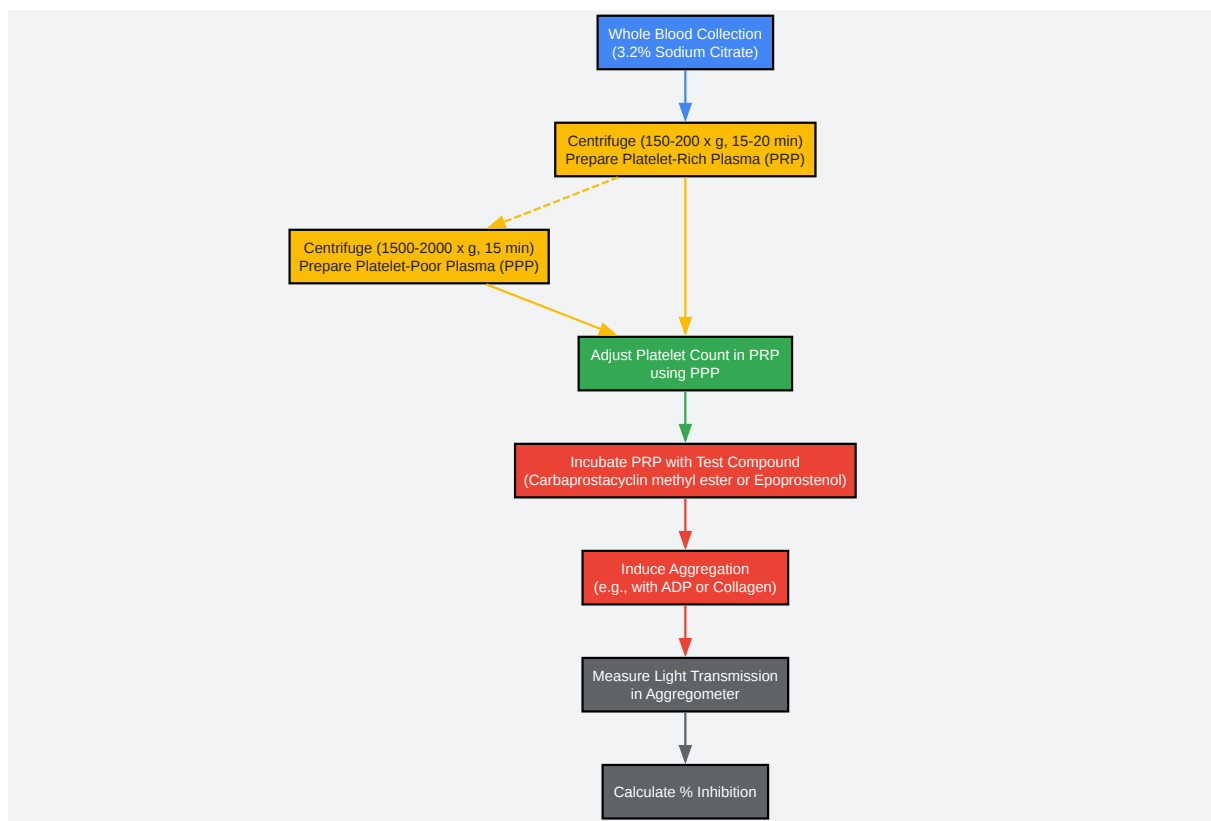 Whole Blood Collection
(3.2% Sodium Citrate)
Centrifuge (150-200 x g, 15-20 min)
Prepare Platelet-Rich Plasma (PRP)
Centrifuge (1500-2000 x g, 15 min)
Prepare Platelet-Poor Plasma (PPP)
Adjust Platelet Count in PRP
using PPP
Incubate PRP with Test Compound
(Carbaprostacyclin methyl ester or Epoprostenol)
Induce Aggregation
(e.g., with ADP or Collagen)
Measure Light Transmission
in Aggregometer
Calculate % Inhibition